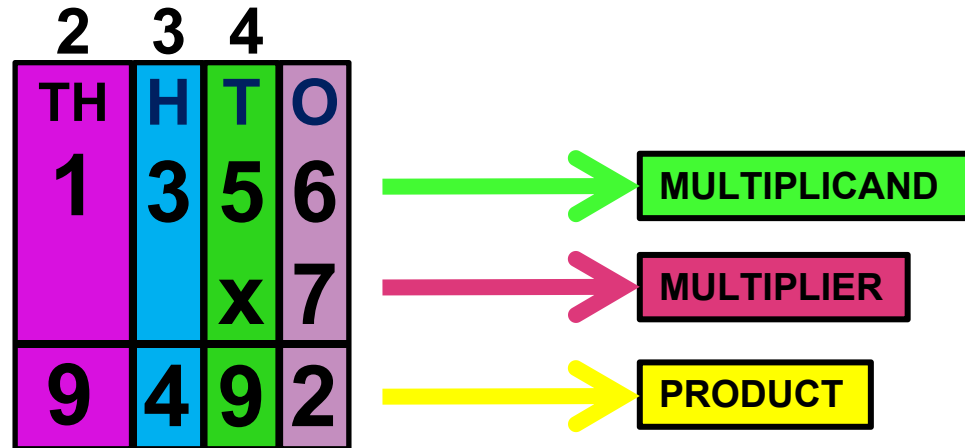 2 3 4
TH H T O
1 3 5 6 MULTIPLICAND
x 7 MULTIPLIER
9 4 9 2 PRODUCT